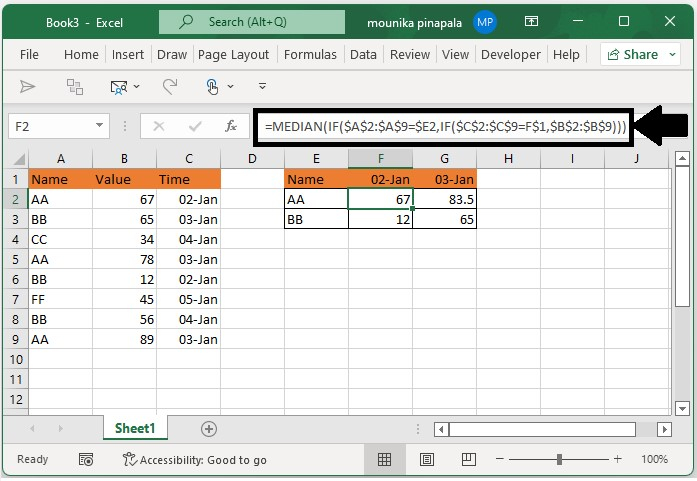 Book3 - Excel Search (Alt+Q) mounika pinapala MP
File Home Insert Draw Page Layout Formulas Data Review View Developer Help Share
F2 fx =MEDIAN(IF($A$2:$A$9=$E2,IF($C$2:$C$9=F$1,$B$2:$B$9)))
A B C D E F G H I J
1 Name Value Time Name 02-Jan 03-Jan
2 AA 67 02-Jan AA 67 83.5
3 BB 65 03-Jan BB 12 65
4 CC 34 04-Jan
5 AA 78 03-Jan
6 BB 12 02-Jan
7 FF 45 05-Jan
8 BB 56 04-Jan
9 AA 89 03-Jan
10
11
12
Sheet1
Ready Accessibility: Good to go 100%